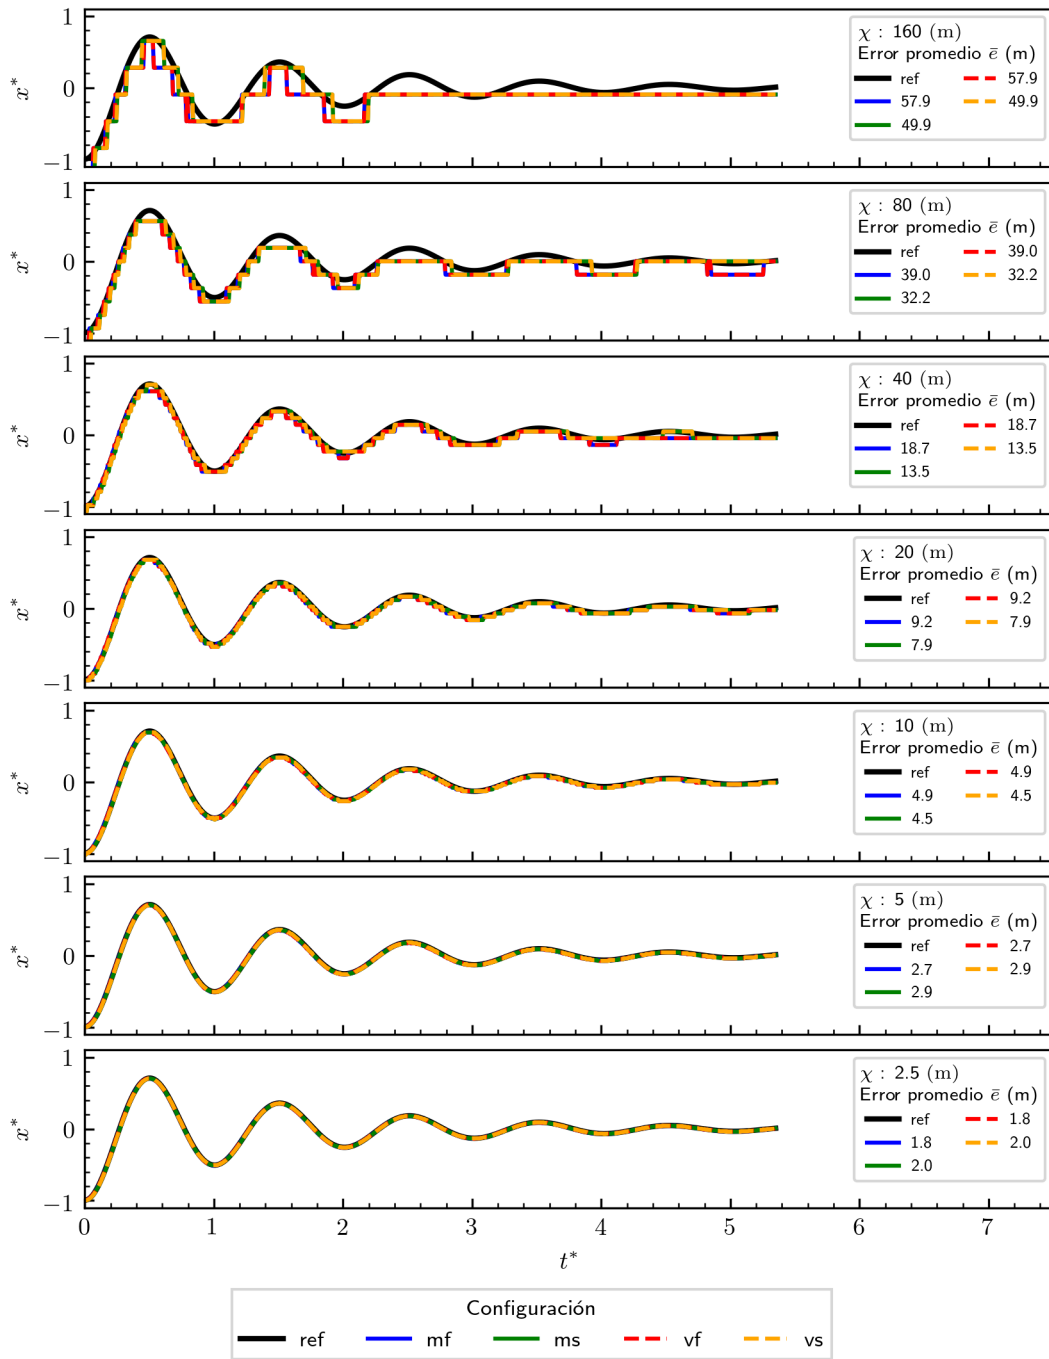 1
0
−1
x*
χ : 160 (m)
Error promedio ē (m)
ref
57.9
49.9
57.9
49.9
1
0
−1
x*
χ : 80 (m)
Error promedio ē (m)
ref
39.0
32.2
39.0
32.2
1
0
−1
x*
χ : 40 (m)
Error promedio ē (m)
ref
18.7
13.5
18.7
13.5
1
0
−1
x*
χ : 20 (m)
Error promedio ē (m)
ref
9.2
7.9
9.2
7.9
1
0
−1
x*
χ : 10 (m)
Error promedio ē (m)
ref
4.9
4.5
4.9
4.5
1
0
−1
x*
χ : 5 (m)
Error promedio ē (m)
ref
2.7
2.9
2.7
2.9
1
0
−1
x*
χ : 2.5 (m)
Error promedio ē (m)
ref
1.8
2.0
1.8
2.0
0 1 2 3 4 5 6 7
t*
Configuración
ref mf ms vf vs